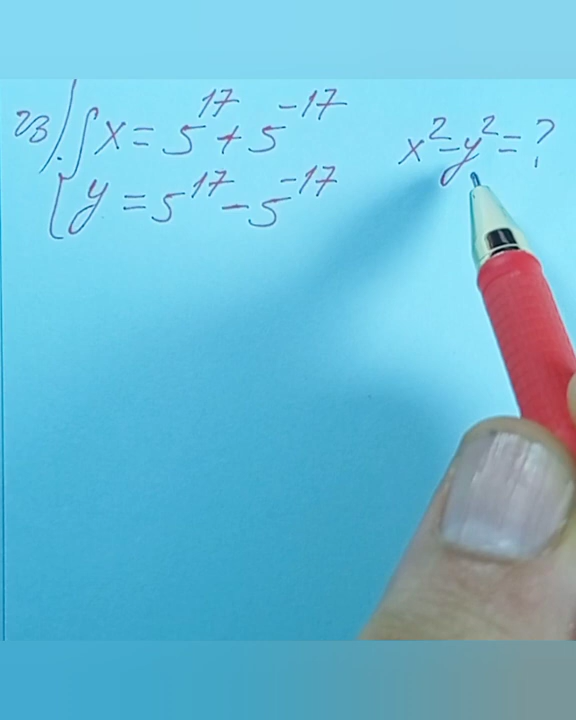 23) x = 5^17 + 5^-17
y = 5^17 - 5^-17
x^2 - y^2 = ?